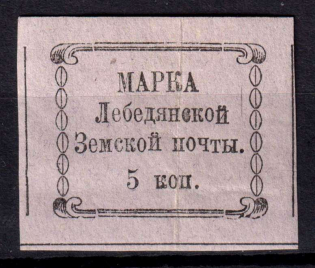 МАРКА
Лебедянской
Земской почты.
5 коп.